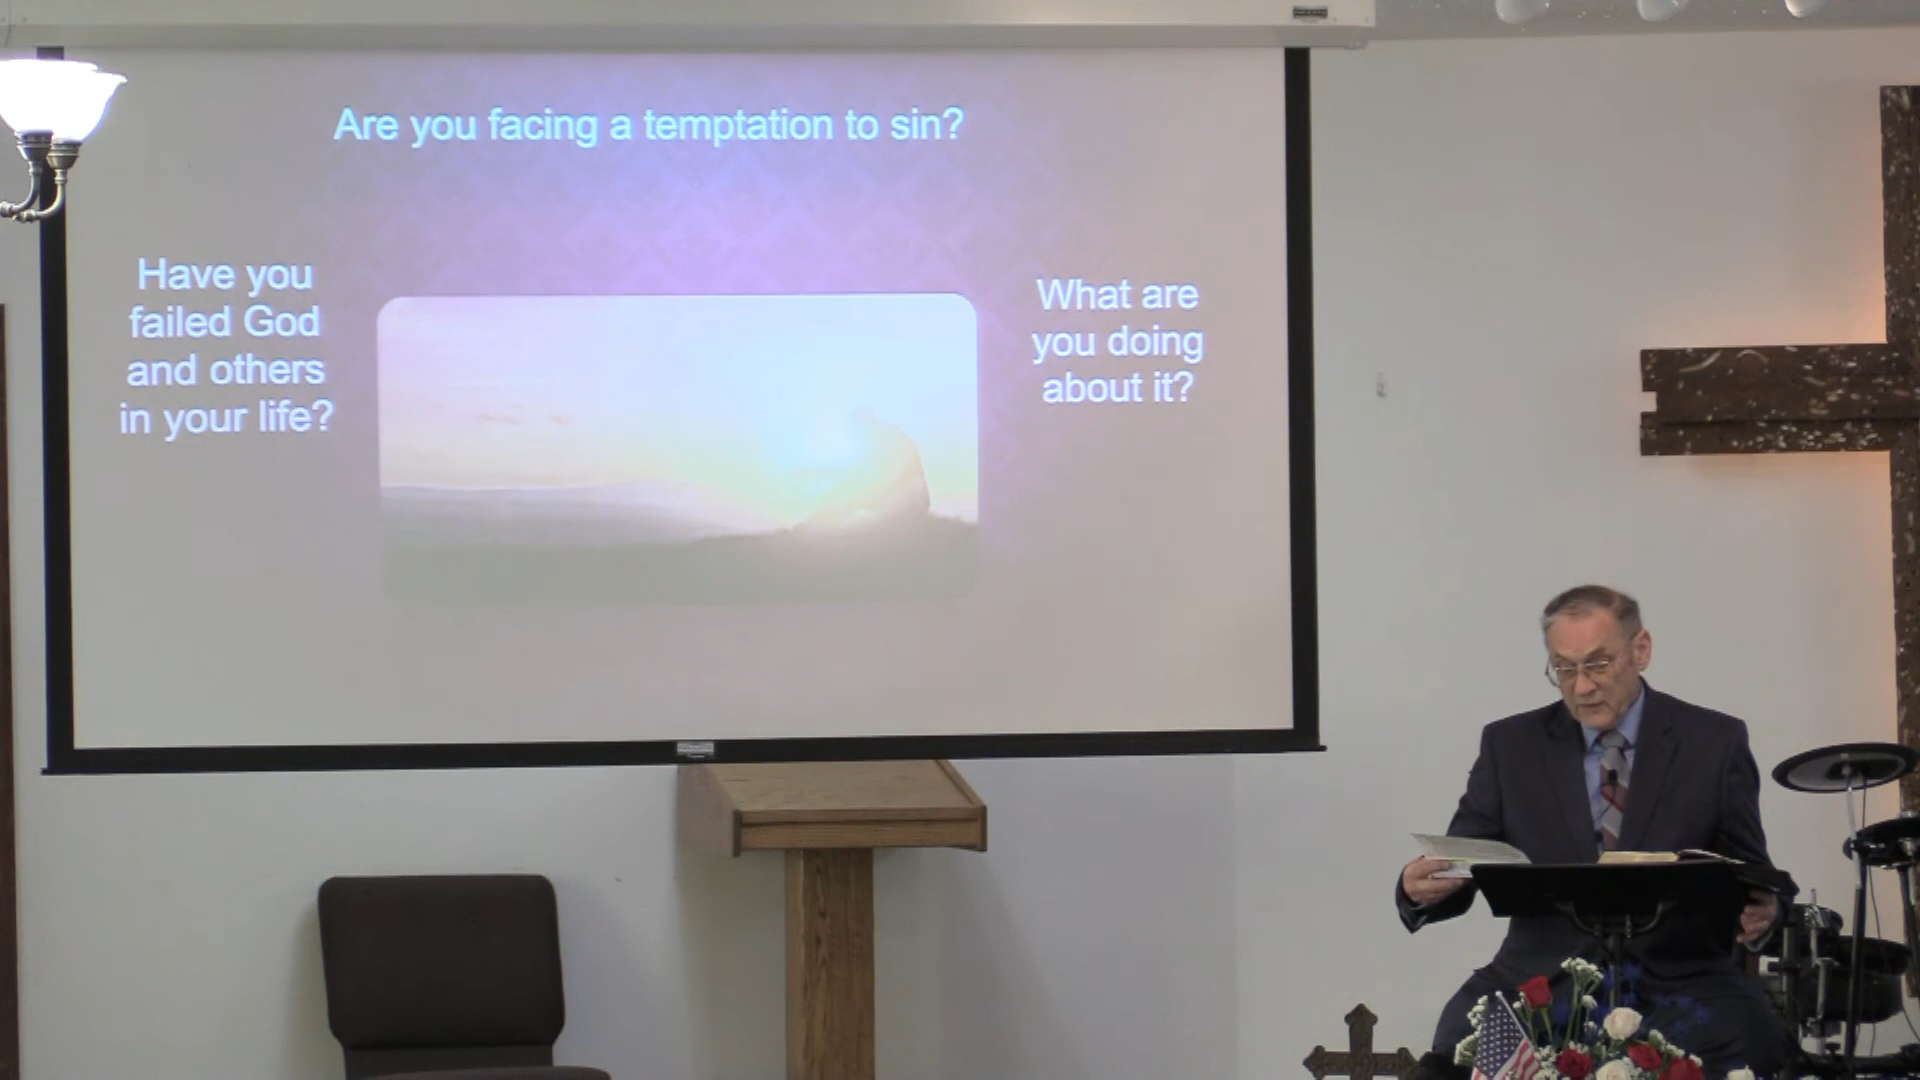 Are you facing a temptation to sin?
Have you
failed God
and others
in your life?
What are
you doing
about it?